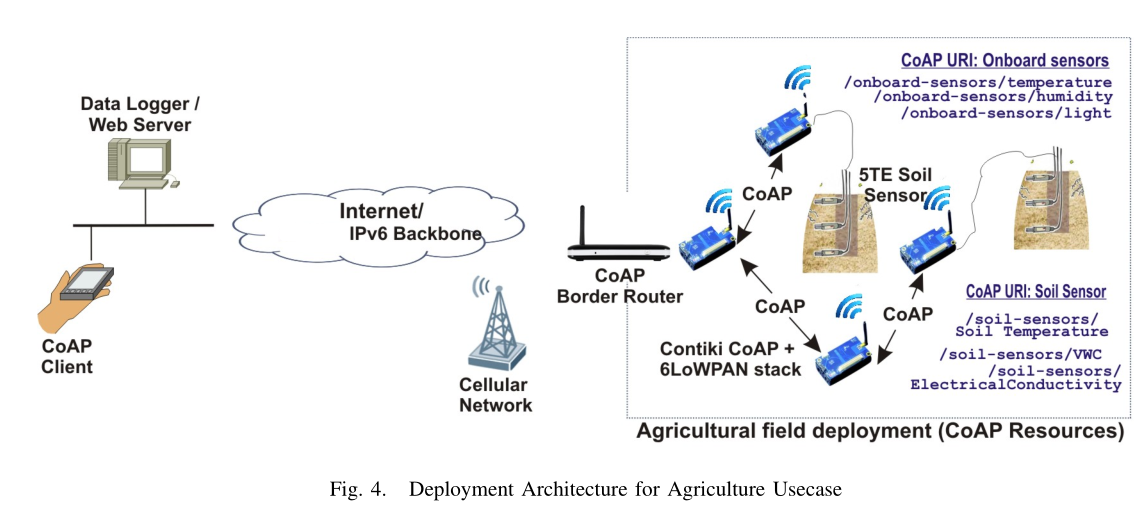 Data Logger /
Web Server
CoAP
Client
Internet/
IPv6 Backbone
Cellular
Network
CoAP
Border Router
CoAP
CoAP
CoAP
Contiki CoAP +
6LoWPAN stack
5TE Soil
Sensor
CoAP URI: Onboard sensors
/onboard-sensors/temperature
/onboard-sensors/humidity
/onboard-sensors/light
CoAP URI: Soil Sensor
/soil-sensors/
Soil Temperature
/soil-sensors/VWC
/soil-sensors/
ElectricalConductivity
Agricultural field deployment (CoAP Resources)
Fig. 4. Deployment Architecture for Agriculture Usecase